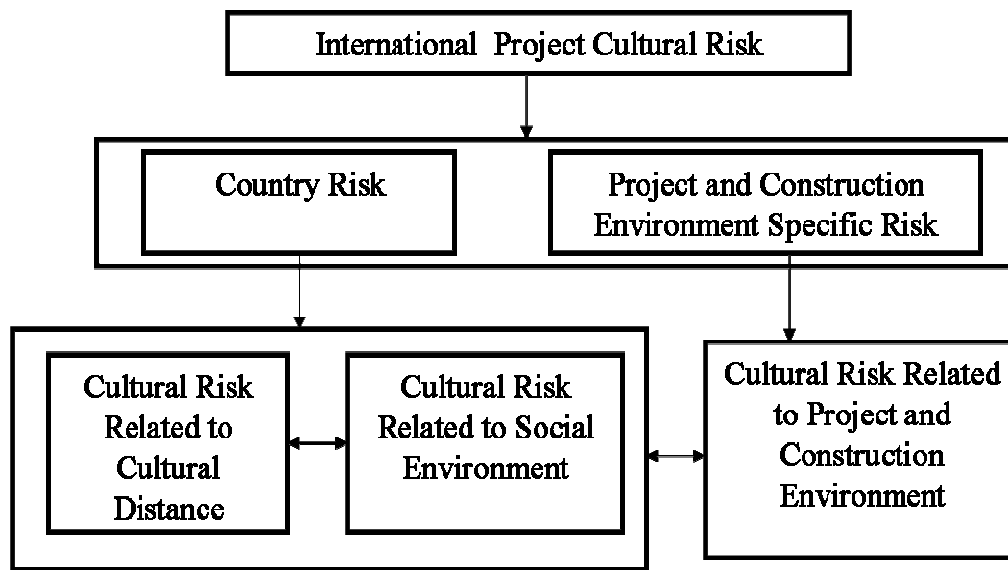 International Project Cultural Risk
Country Risk
Project and Construction
Environment Specific Risk
Cultural Risk
Related to
Cultural
Distance
Cultural Risk
Related to Social
Environment
Cultural Risk Related
to Project and
Construction
Environment